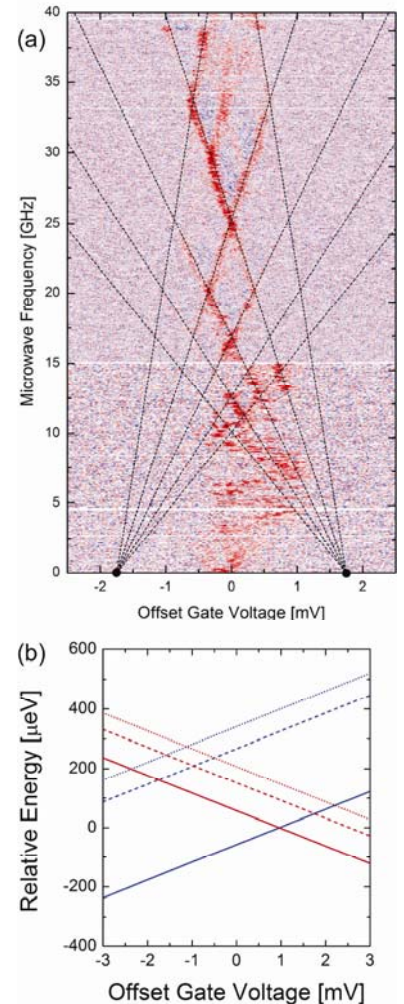 (a)
40
35
30
25
20
15
10
5
0
Microwave Frequency [GHz]
-2 -1 0 1 2
Offset Gate Voltage [mV]
(b)
600
400
200
0
-200
-400
Relative Energy [μeV]
-3 -2 -1 0 1 2 3
Offset Gate Voltage [mV]